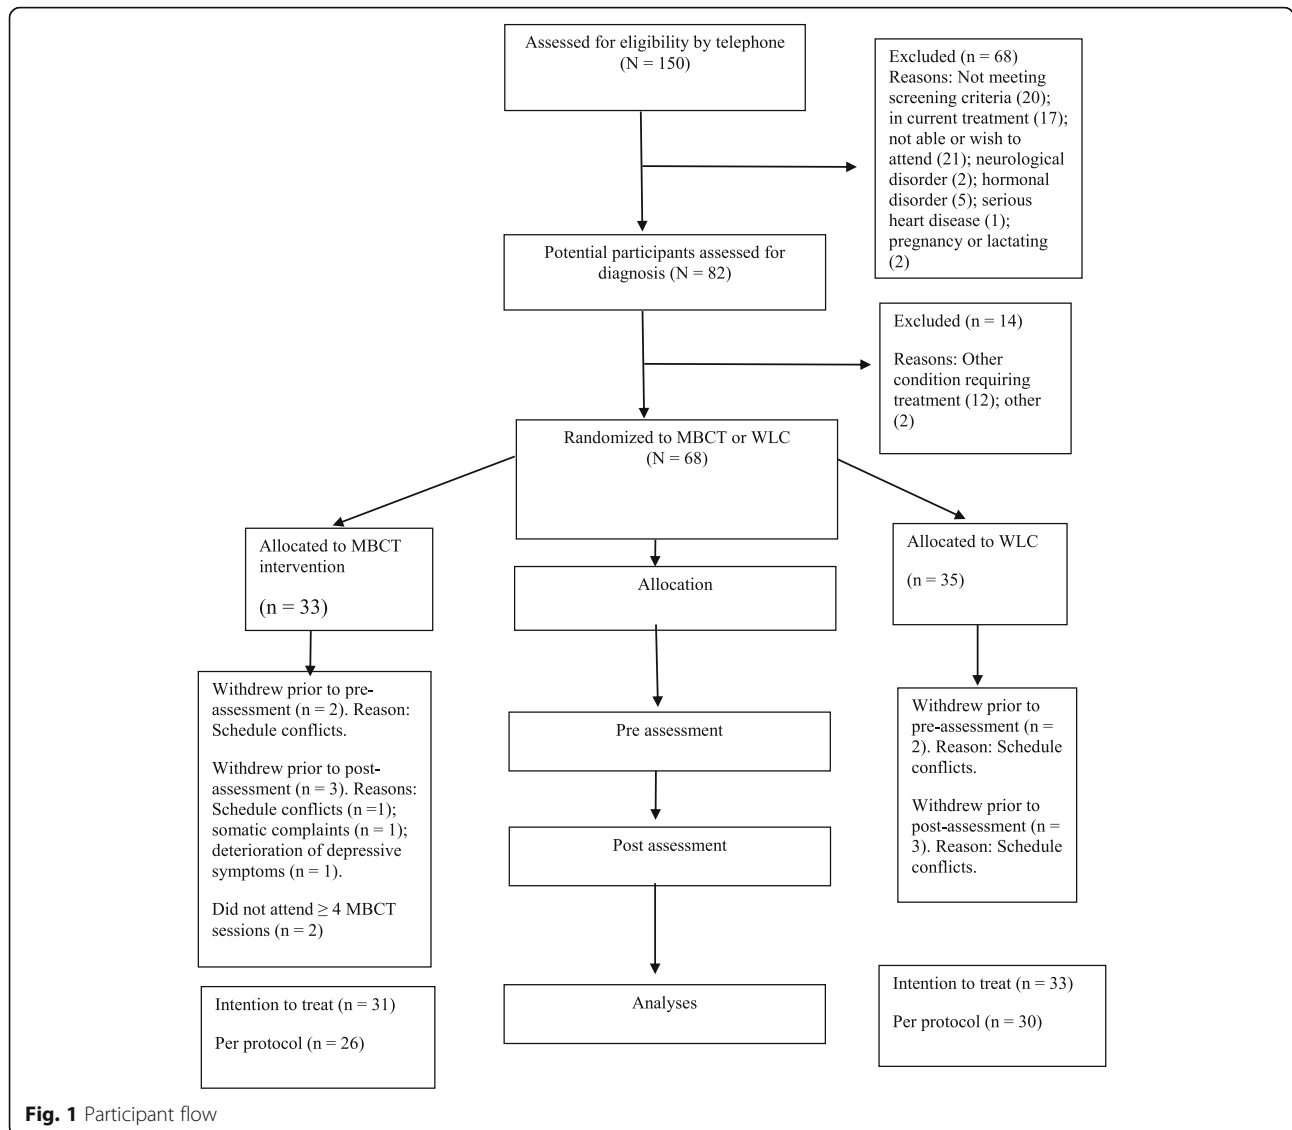 Assessed for eligibility by telephone
(N = 150)
Excluded (n = 68)
Reasons: Not meeting
screening criteria (20);
in current treatment (17);
not able or wish to
attend (21); neurological
disorder (2); hormonal
disorder (5); serious
heart disease (1);
pregnancy or lactating
(2)
Potential participants assessed for
diagnosis (N = 82)
Excluded (n = 14)
Reasons: Other
condition requiring
treatment (12); other
(2)
Randomized to MBCT or WLC
(N = 68)
Allocated to MBCT
intervention
(n = 33)
Allocation
Allocated to WLC
(n = 35)
Withdrew prior to pre-
assessment (n = 2). Reason:
Schedule conflicts.
Withdrew prior to post-
assessment (n = 3). Reasons:
Schedule conflicts (n =1);
somatic complaints (n = 1);
deterioration of depressive
symptoms (n = 1).
Did not attend ≥ 4 MBCT
sessions (n = 2)
Pre assessment
Post assessment
Withdrew prior to
pre-assessment (n =
2). Reason: Schedule
conflicts.
Withdrew prior to
post-assessment (n =
3). Reason: Schedule
conflicts.
Intention to treat (n = 31)
Per protocol (n = 26)
Analyses
Intention to treat (n = 33)
Per protocol (n = 30)
Fig. 1 Participant flow